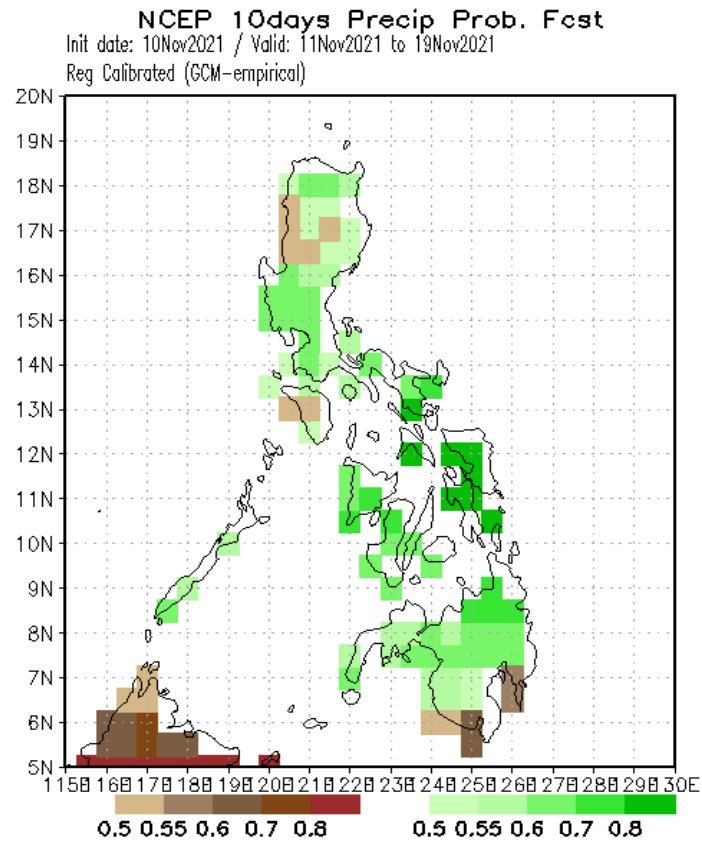 NCEP 10days Precip Prob. Fcst
Init date: 10Nov2021 / Valid: 11Nov2021 to 19Nov2021
Reg Calibrated (GCM-empirical)
20N
19N
18N
17N
16N
15N
14N
13N
12N
11N
10N
9N
8N
7N
6N
5N
115E 116E 117E 118E 119E 120E 121E 122E 123E 124E 125E 126E 127E 128E 129E 130E
0.5 0.55 0.6 0.7 0.8 0.5 0.55 0.6 0.7 0.8